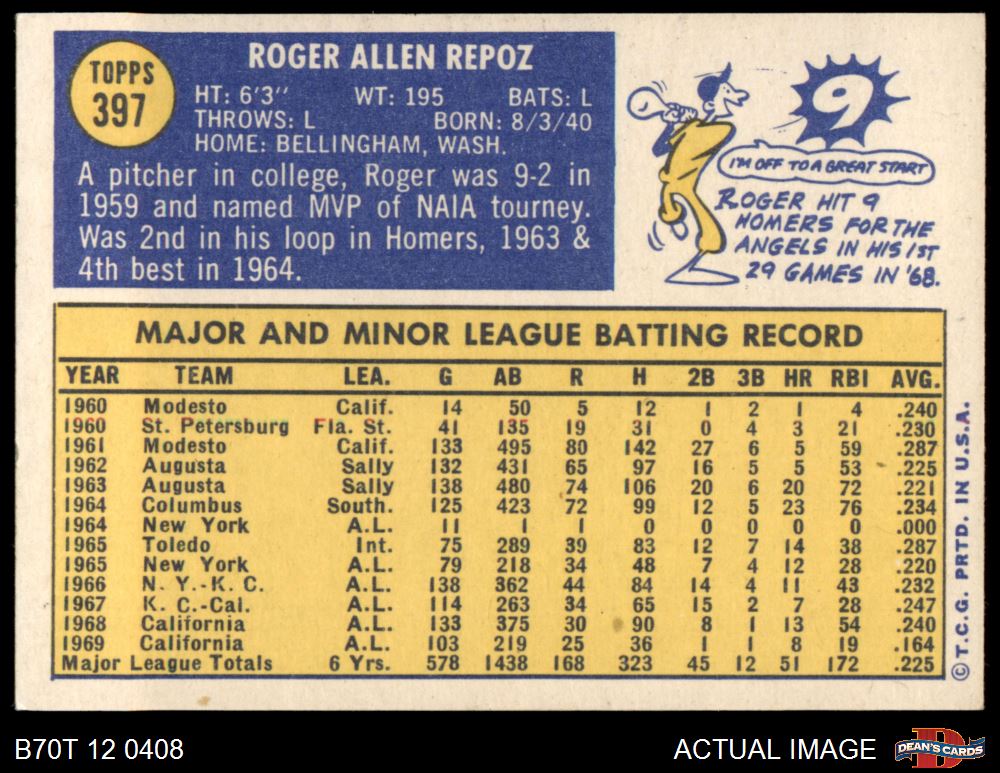 TOPPS
397
ROGER ALLEN REPOZ
HT: 6'3" WT: 195 BATS: L
THROWS: L BORN: 8/3/40
HOME: BELLINGHAM, WASH.
A pitcher in college, Roger was 9-2 in
1959 and named MVP of NAIA tourney.
Was 2nd in his loop in Homers, 1963 &
4th best in 1964.
9
I'M OFF TO A GREAT START
ROGER HIT 9
HOMERS FOR THE
ANGELS IN HIS 1ST
29 GAMES IN '68.
MAJOR AND MINOR LEAGUE BATTING RECORD
YEAR TEAM LEA. G AB R H 2B 3B HR RBI AVG.
1960 Modesto Calif. 14 50 5 12 1 2 1 4 .240
1960 St. Petersburg Fla. St. 41 135 19 31 0 4 3 21 .230
1961 Modesto Calif. 133 495 80 142 27 6 5 59 .287
1962 Augusta Sally 132 431 65 97 16 5 5 53 .225
1963 Augusta Sally 138 480 74 106 20 6 20 72 .221
1964 Columbus South. 125 423 72 99 12 5 23 76 .234
1964 New York A.L. 11 1 1 0 0 0 0 0 .000
1965 Toledo Int. 75 289 39 83 12 7 14 38 .287
1965 New York A.L. 79 218 34 48 7 4 12 28 .220
1966 N. Y.-K. C. A.L. 138 362 44 84 14 4 11 43 .232
1967 K. C.-Cal. A.L. 114 263 34 65 15 2 7 28 .247
1968 California A.L. 133 375 30 90 8 1 13 54 .240
1969 California A.L. 103 219 25 36 1 1 8 19 .164
Major League Totals 6 Yrs. 578 1438 168 323 45 12 51 172 .225
© T.C.G. PRTD. IN U.S.A.
B70T 12 0408
ACTUAL IMAGE
D
DEAN'S CARDS